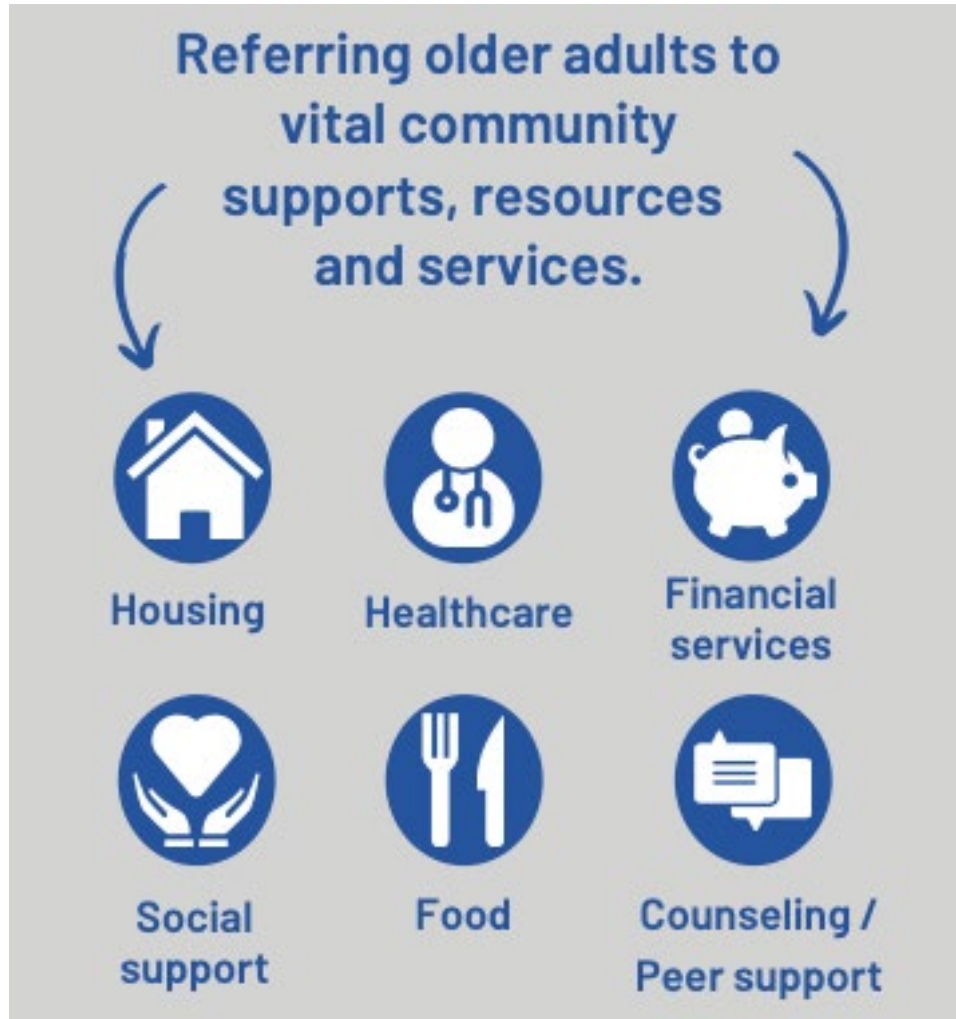 Referring older adults to
vital community
supports, resources
and services.
Housing
Healthcare
Financial
services
Social
support
Food
Counseling /
Peer support